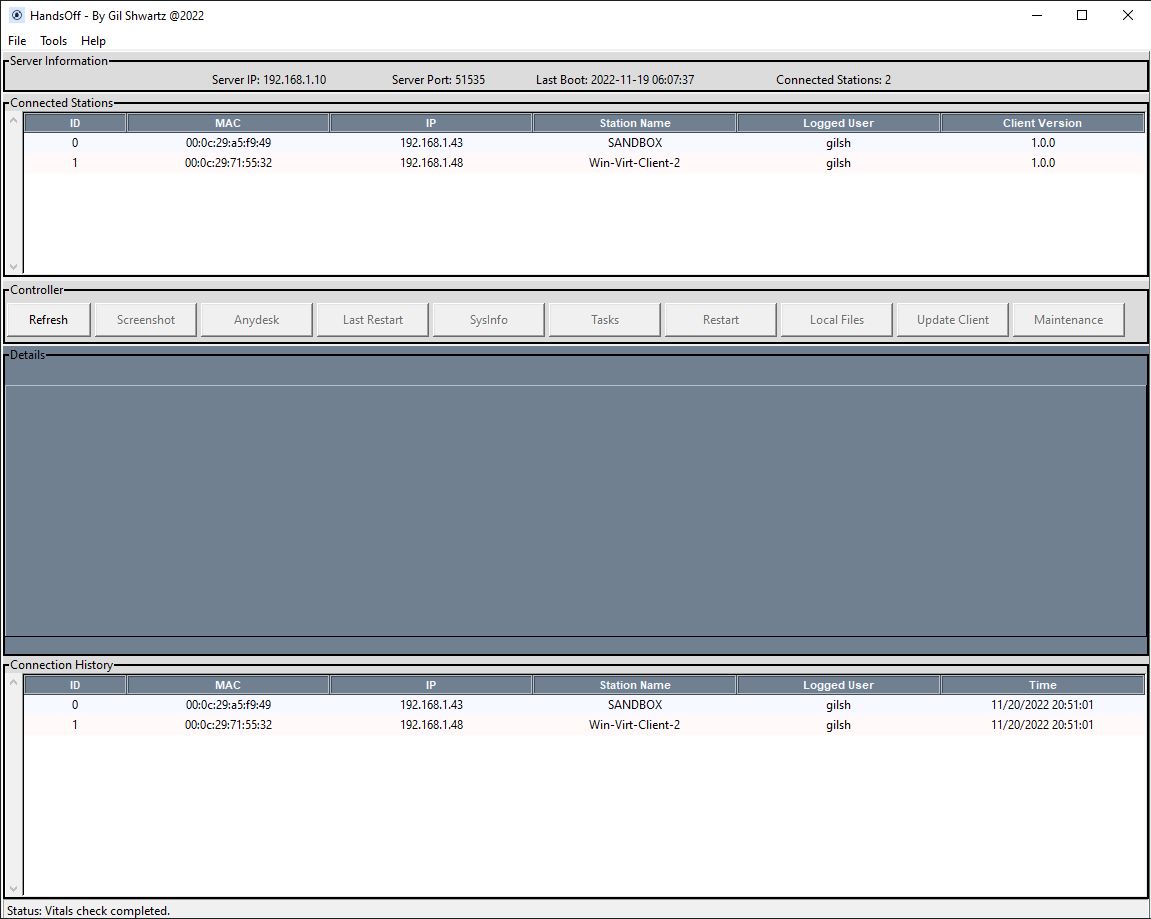 HandsOff - By Gil Shwartz @2022
File Tools Help
Server Information
Server IP: 192.168.1.10 Server Port: 51535 Last Boot: 2022-11-19 06:07:37 Connected Stations: 2
Connected Stations
ID MAC IP Station Name Logged User Client Version
0 00:0c:29:a5:f9:49 192.168.1.43 SANDBOX gilsh 1.0.0
1 00:0c:29:71:55:32 192.168.1.48 Win-Virt-Client-2 gilsh 1.0.0
Controller
Refresh Screenshot Anydesk Last Restart SysInfo Tasks Restart Local Files Update Client Maintenance
Details
Connection History
ID MAC IP Station Name Logged User Time
0 00:0c:29:a5:f9:49 192.168.1.43 SANDBOX gilsh 11/20/2022 20:51:01
1 00:0c:29:71:55:32 192.168.1.48 Win-Virt-Client-2 gilsh 11/20/2022 20:51:01
Status: Vitals check completed.